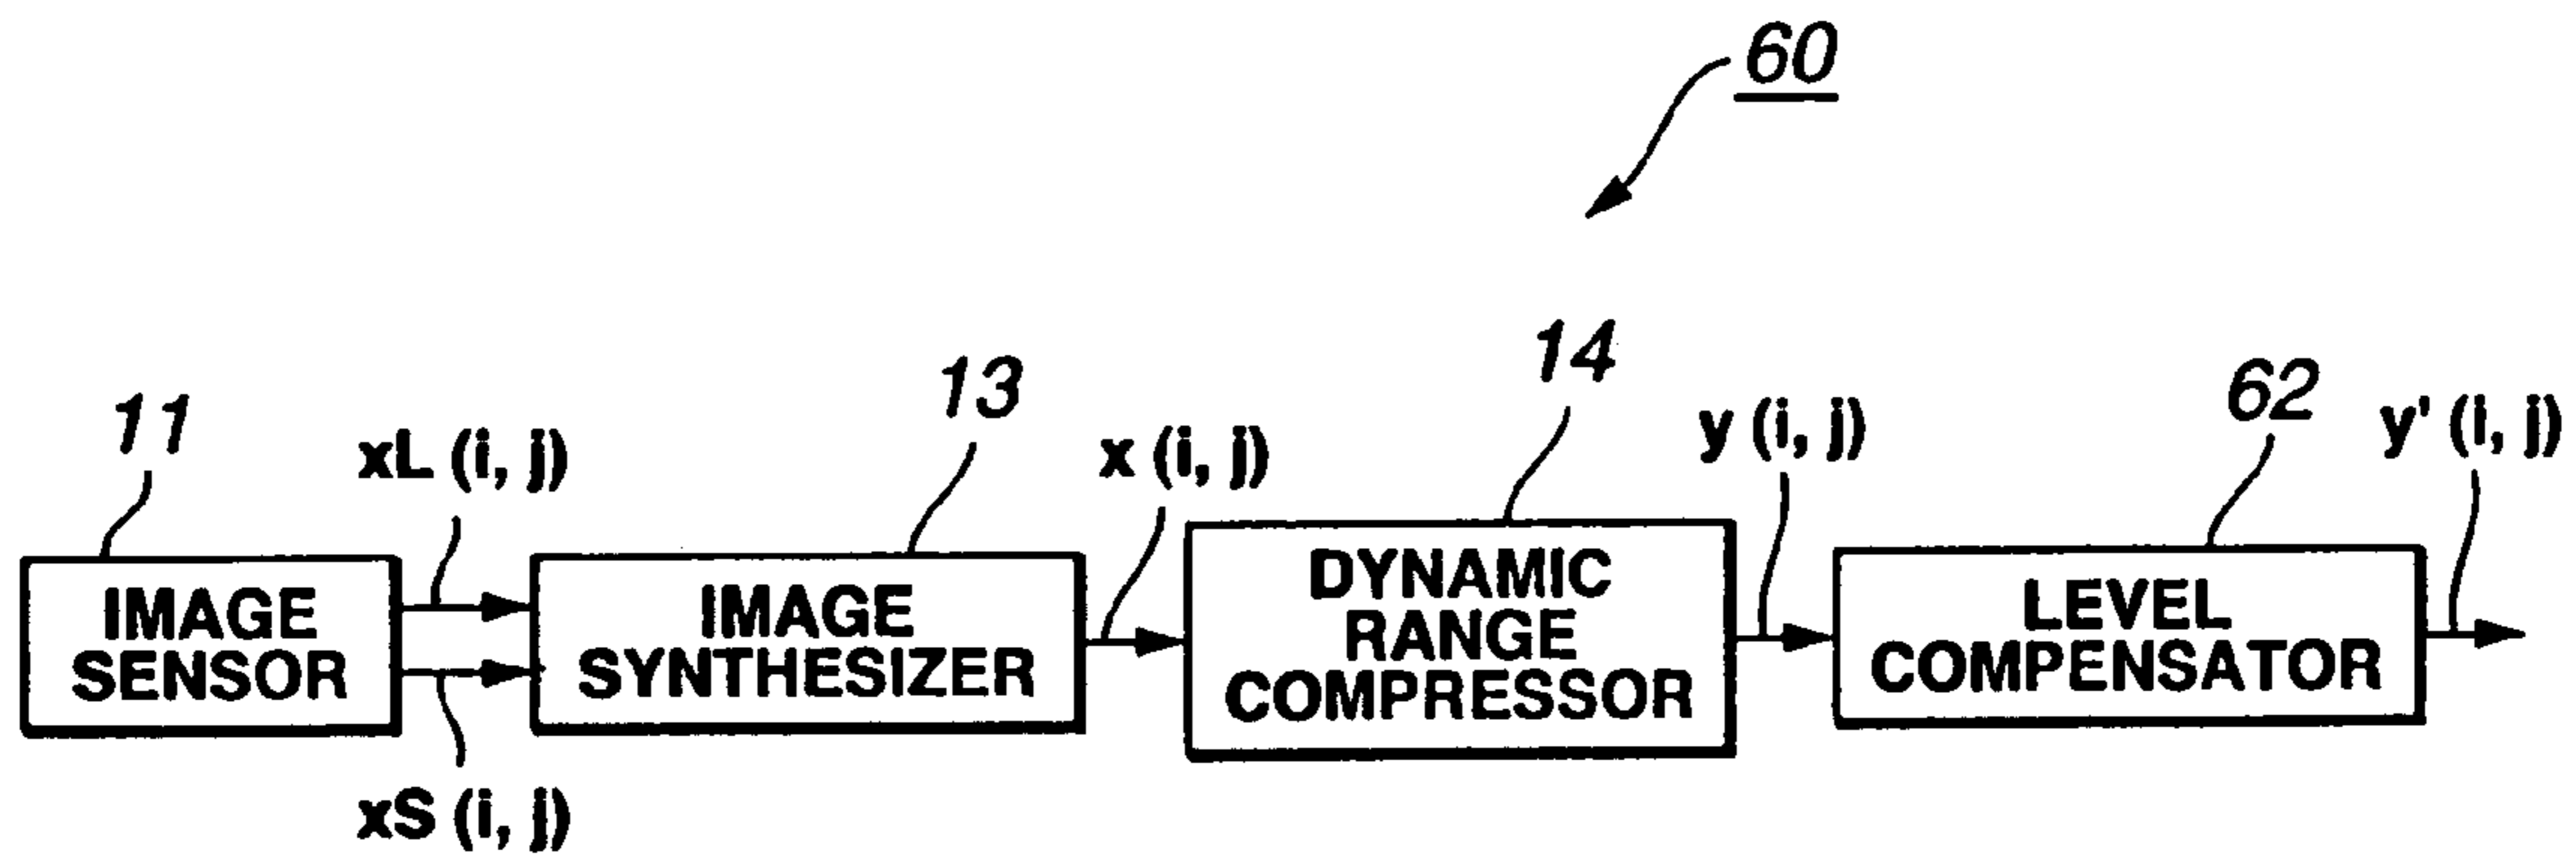 60
11
xL (i, j)
13
x (i, j)
14
y (i, j)
62
y' (i, j)
IMAGE
SENSOR
xS (i, j)
IMAGE
SYNTHESIZER
DYNAMIC
RANGE
COMPRESSOR
LEVEL
COMPENSATOR